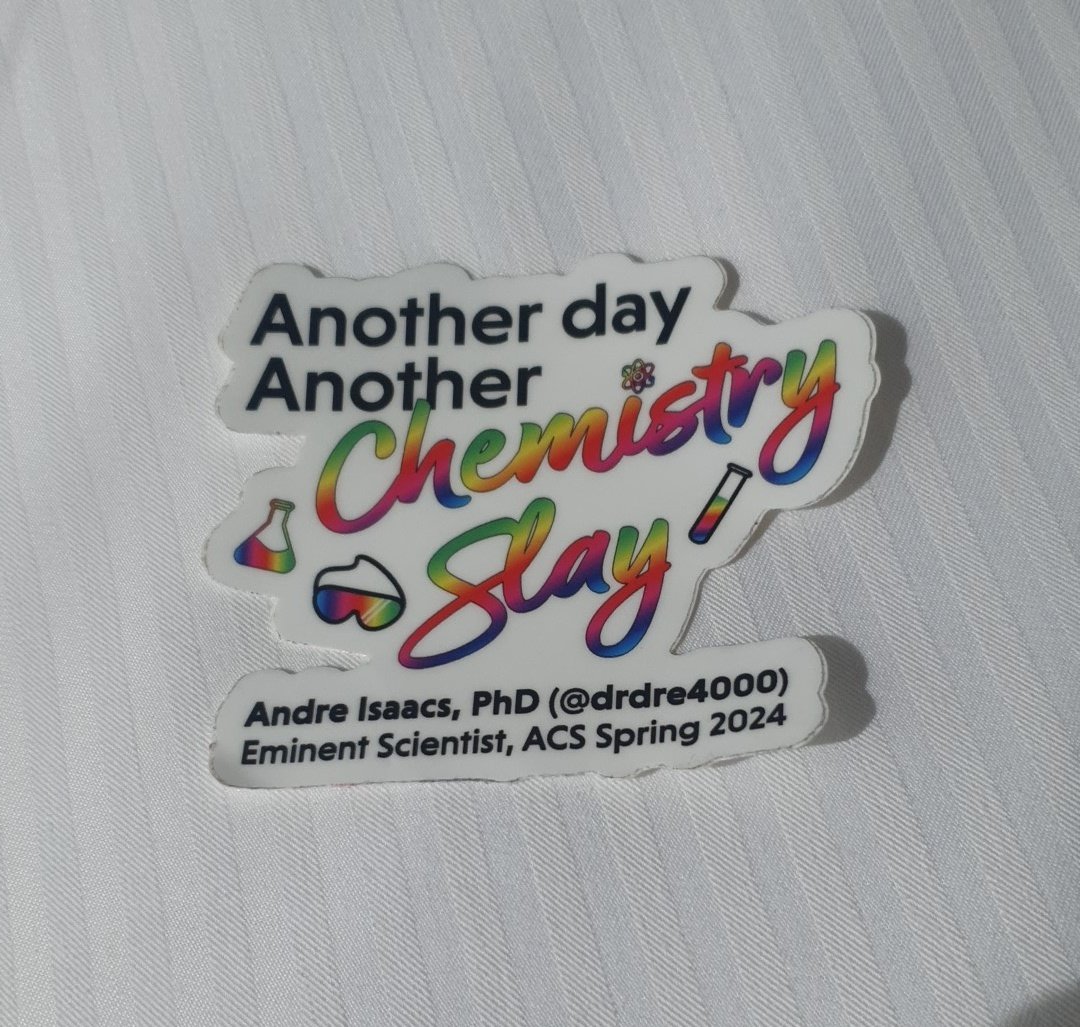 Another day
Another
Chemistry
Slay
Andre Isaacs, PhD (@drdre4000)
Eminent Scientist, ACS Spring 2024